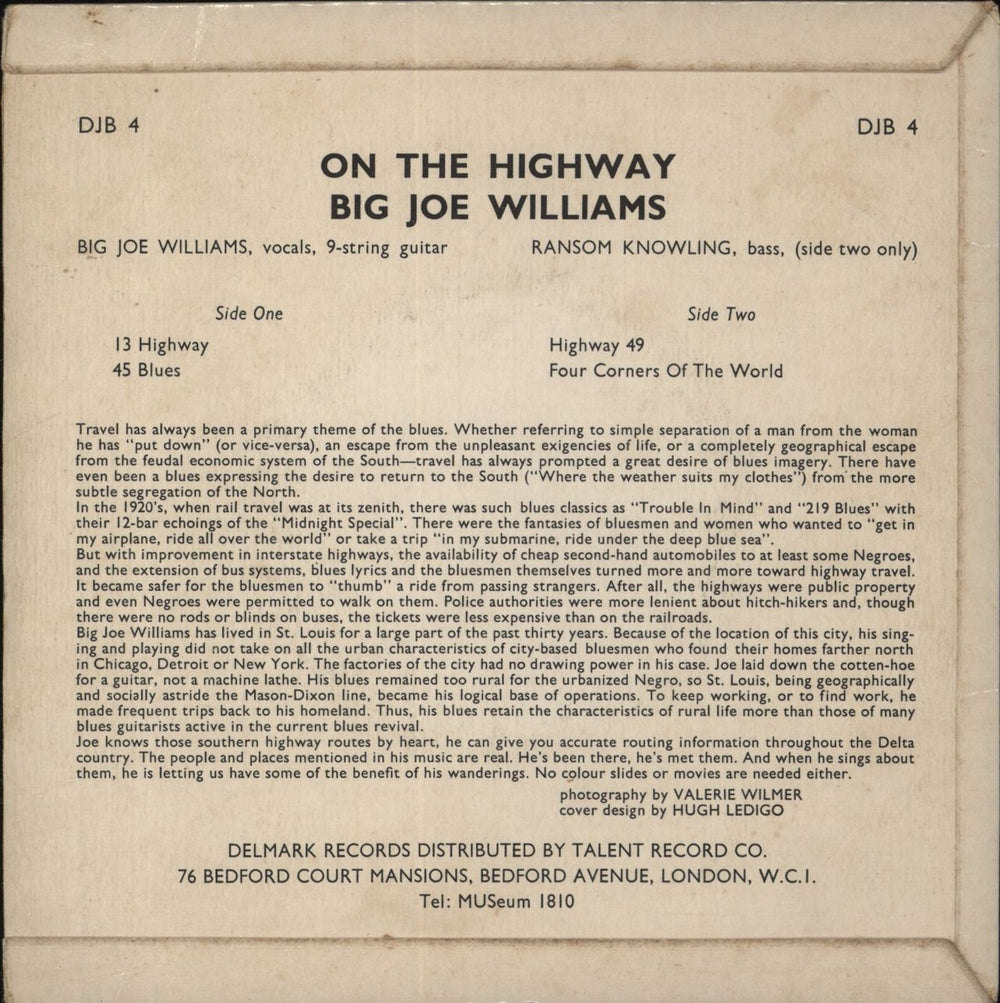 DJB 4 DJB 4
ON THE HIGHWAY
BIG JOE WILLIAMS
BIG JOE WILLIAMS, vocals, 9-string guitar RANSOM KNOWLING, bass, (side two only)
Side One Side Two
13 Highway Highway 49
45 Blues Four Corners Of The World
Travel has always been a primary theme of the blues. Whether referring to simple separation of a man from the woman
he has “put down” (or vice-versa), an escape from the unpleasant exigencies of life, or a completely geographical escape
from the feudal economic system of the South—travel has always prompted a great desire of blues imagery. There have
even been a blues expressing the desire to return to the South (“Where the weather suits my clothes”) from the more
subtle segregation of the North.
In the 1920’s, when rail travel was at its zenith, there was such blues classics as “Trouble In Mind” and “219 Blues” with
their 12-bar echoings of the “Midnight Special”. There were the fantasies of bluesmen and women who wanted to “get in
my airplane, ride all over the world” or take a trip “in my submarine, ride under the deep blue sea”.
But with improvement in interstate highways, the availability of cheap second-hand automobiles to at least some Negroes,
and the extension of bus systems, blues lyrics and the bluesmen themselves turned more and more toward highway travel.
It became safer for the bluesmen to “thumb” a ride from passing strangers. After all, the highways were public property
and even Negroes were permitted to walk on them. Police authorities were more lenient about hitch-hikers and, though
there were no rods or blinds on buses, the tickets were less expensive than on the railroads.
Big Joe Williams has lived in St. Louis for a large part of the past thirty years. Because of the location of this city, his sing-
ing and playing did not take on all the urban characteristics of city-based bluesmen who found their homes farther north
in Chicago, Detroit or New York. The factories of the city had no drawing power in his case. Joe laid down the cotten-hoe
for a guitar, not a machine lathe. His blues remained too rural for the urbanized Negro, so St. Louis, being geographically
and socially astride the Mason-Dixon line, became his logical base of operations. To keep working, or to find work, he
made frequent trips back to his homeland. Thus, his blues retain the characteristics of rural life more than those of many
blues guitarists active in the current blues revival.
Joe knows those southern highway routes by heart, he can give you accurate routing information throughout the Delta
country. The people and places mentioned in his music are real. He’s been there, he’s met them. And when he sings about
them, he is letting us have some of the benefit of his wanderings. No colour slides or movies are needed either.
photography by VALERIE WILMER
cover design by HUGH LEDIGO
DELMARK RECORDS DISTRIBUTED BY TALENT RECORD CO.
76 BEDFORD COURT MANSIONS, BEDFORD AVENUE, LONDON, W.C.1.
Tel: MUSeum 1810